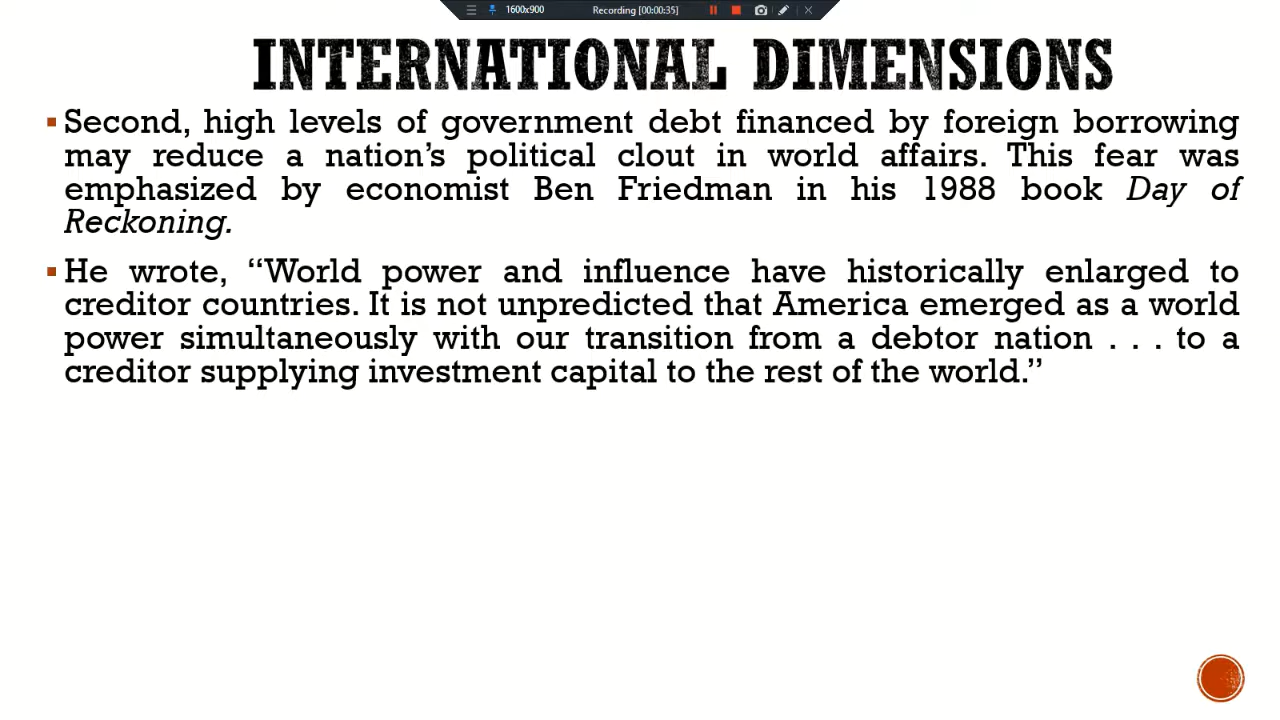 1600x900 Recording [00:00:35]
INTERNATIONAL DIMENSIONS
Second, high levels of government debt financed by foreign borrowing
may reduce a nation’s political clout in world affairs. This fear was
emphasized by economist Ben Friedman in his 1988 book Day of
Reckoning.
He wrote, “World power and influence have historically enlarged to
creditor countries. It is not unpredicted that America emerged as a world
power simultaneously with our transition from a debtor nation . . . to a
creditor supplying investment capital to the rest of the world.”